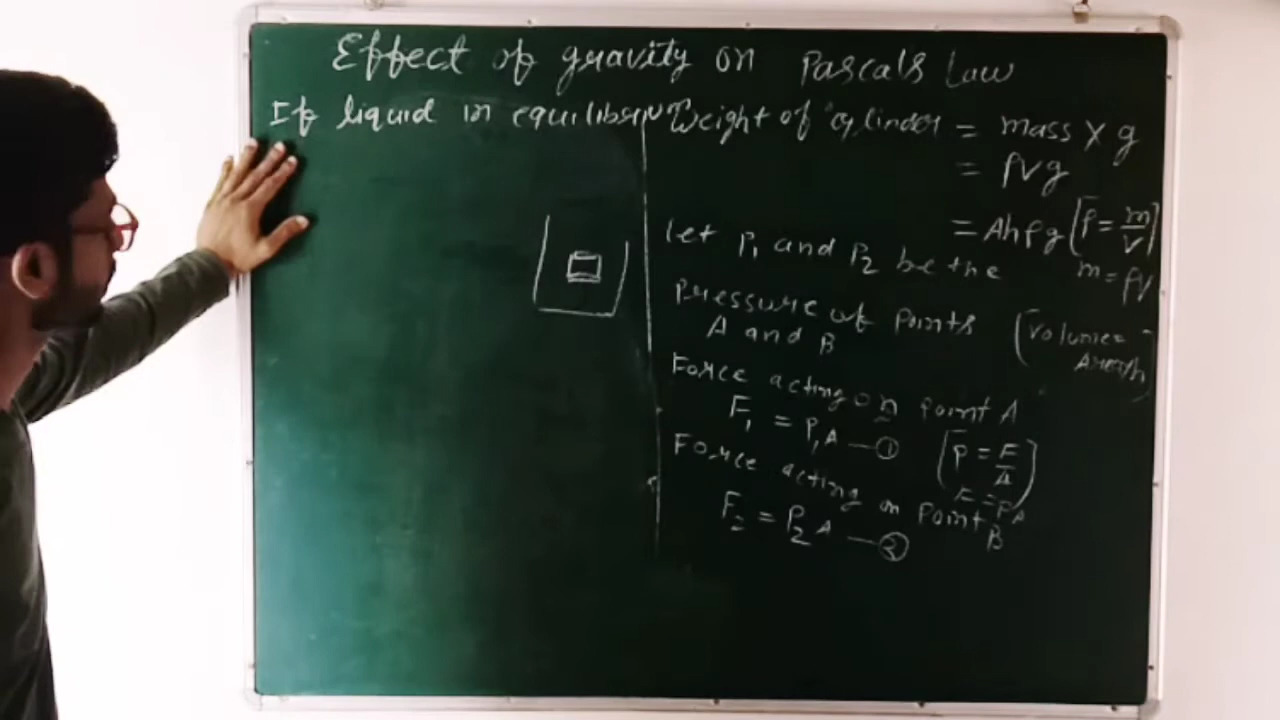 Effect of gravity on Pascals Law
If liquid in equilibriu
Weight of cylinder = mass X g
= ρVg
= Ahρg [ρ = m/V]
m = ρV
Let P₁ and P₂ be the
Pressure at Points
A and B
[Volume =
Force acting on Point A
F₁ = P₁A — ①
[P = F/A]
F = PA
Force acting on Point B
F₂ = P₂A — ②